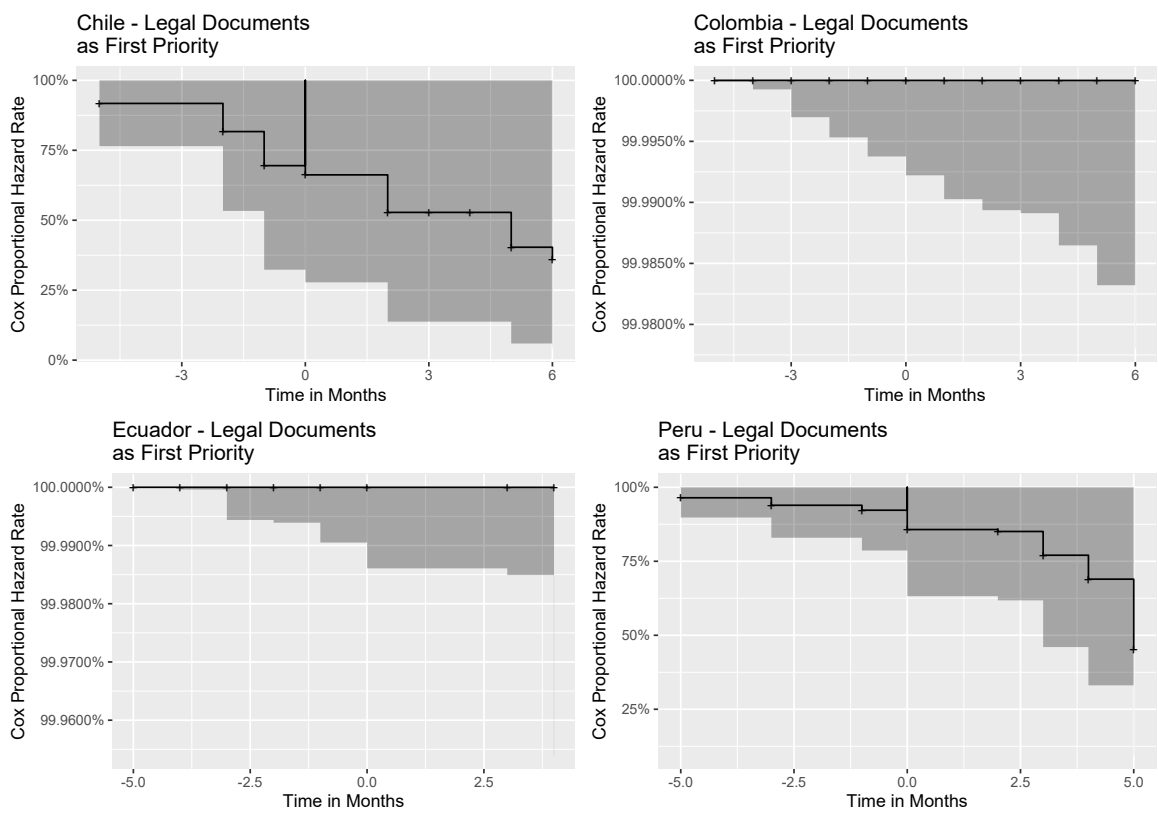 Chile - Legal Documents
as First Priority
Cox Proportional Hazard Rate
100%
75%
50%
25%
0%
-3
0
3
6
Time in Months
Colombia - Legal Documents
as First Priority
Cox Proportional Hazard Rate
100.0000%
99.9950%
99.9900%
99.9850%
99.9800%
-3
0
3
6
Time in Months
Ecuador - Legal Documents
as First Priority
Cox Proportional Hazard Rate
100.0000%
99.9900%
99.9800%
99.9700%
99.9600%
-5.0
-2.5
0.0
2.5
Time in Months
Peru - Legal Documents
as First Priority
Cox Proportional Hazard Rate
100%
75%
50%
25%
-5.0
-2.5
0.0
2.5
5.0
Time in Months